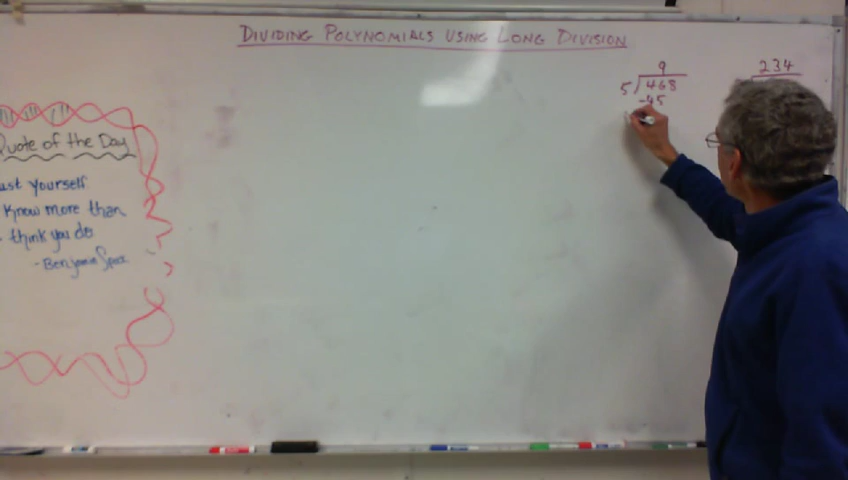 DIVIDING POLYNOMIALS USING LONG DIVISION
9
5 468
-45
234
Quote of the Day
ust yourself
Know more than
think you do
-Benjamin Spock